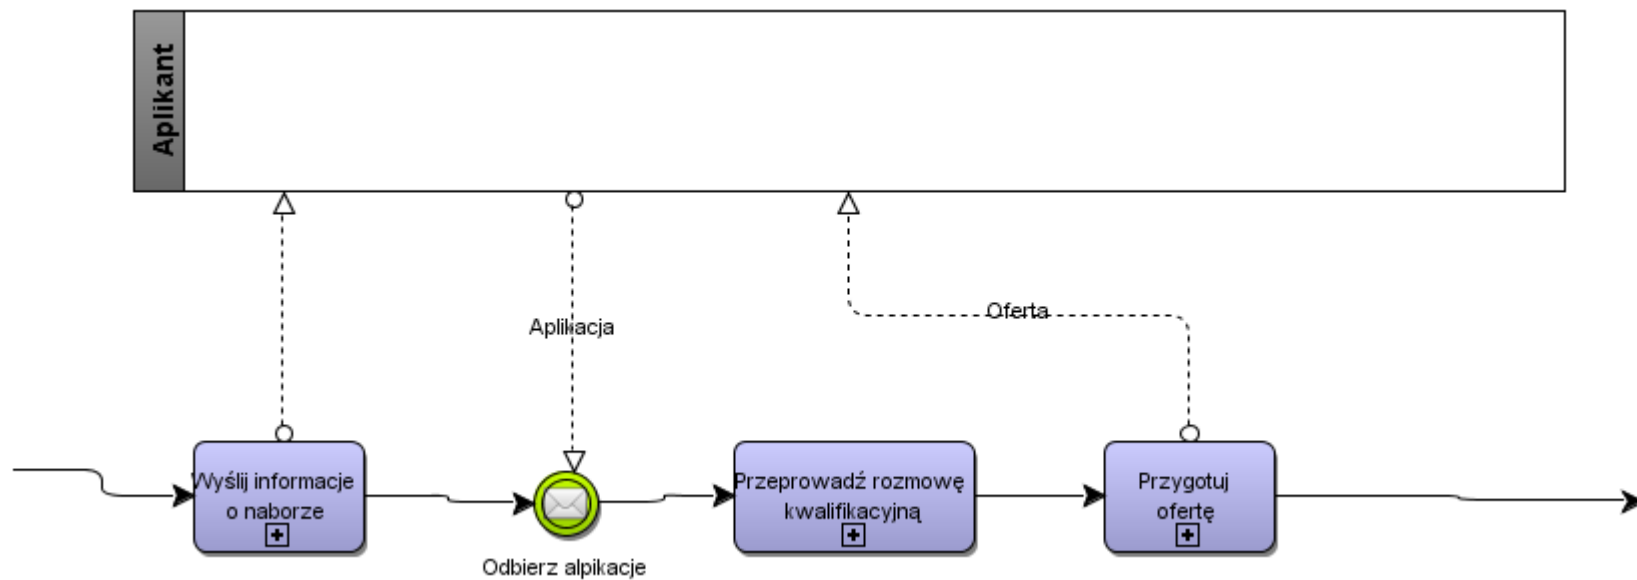 Aplikant
Aplikacja
Oferta
Wyślij informacje
o naborze
Odbierz alpikacje
Przeprowadź rozmowę
kwalifikacyjną
Przygotuj
ofertę